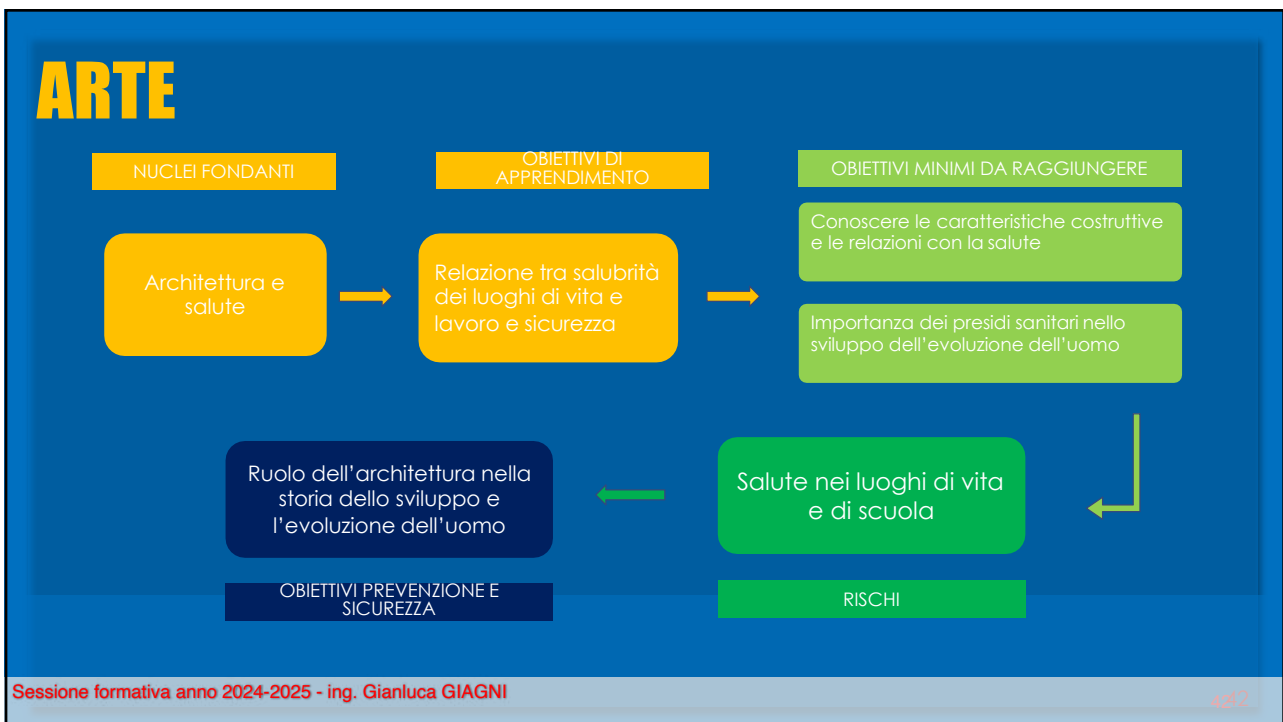 ARTE
NUCLEI FONDANTI
OBIETTIVI DI
APPRENDIMENTO
OBIETTIVI MINIMI DA RAGGIUNGERE
Architettura e
salute
Relazione tra salubrità
dei luoghi di vita e
lavoro e sicurezza
Conoscere le caratteristiche costruttive
e le relazioni con la salute
Importanza dei presidi sanitari nello
sviluppo dell’evoluzione dell’uomo
Salute nei luoghi di vita
e di scuola
RISCHI
Ruolo dell’architettura nella
storia dello sviluppo e
l’evoluzione dell’uomo
OBIETTIVI PREVENZIONE E
SICUREZZA
Sessione formativa anno 2024-2025 - ing. Gianluca GIAGNI